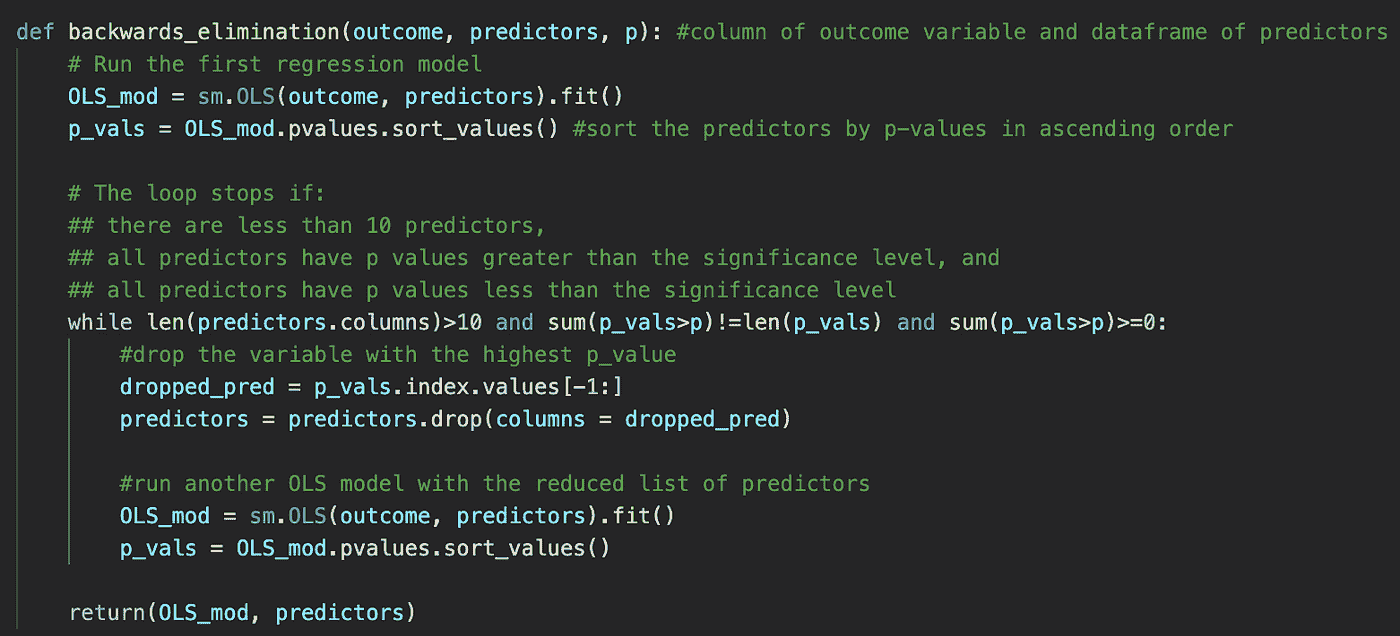 def backwards_elimination(outcome, predictors, p): #column of outcome variable and dataframe of predictors
    # Run the first regression model
    OLS_mod = sm.OLS(outcome, predictors).fit()
    p_vals = OLS_mod.pvalues.sort_values() #sort the predictors by p-values in ascending order

    # The loop stops if:
    ## there are less than 10 predictors,
    ## all predictors have p values greater than the significance level, and
    ## all predictors have p values less than the significance level
    while len(predictors.columns)>10 and sum(p_vals>p)!=len(p_vals) and sum(p_vals>p)>=0:
        #drop the variable with the highest p_value
        dropped_pred = p_vals.index.values[-1:]
        predictors = predictors.drop(columns = dropped_pred)

        #run another OLS model with the reduced list of predictors
        OLS_mod = sm.OLS(outcome, predictors).fit()
        p_vals = OLS_mod.pvalues.sort_values()

    return(OLS_mod, predictors)